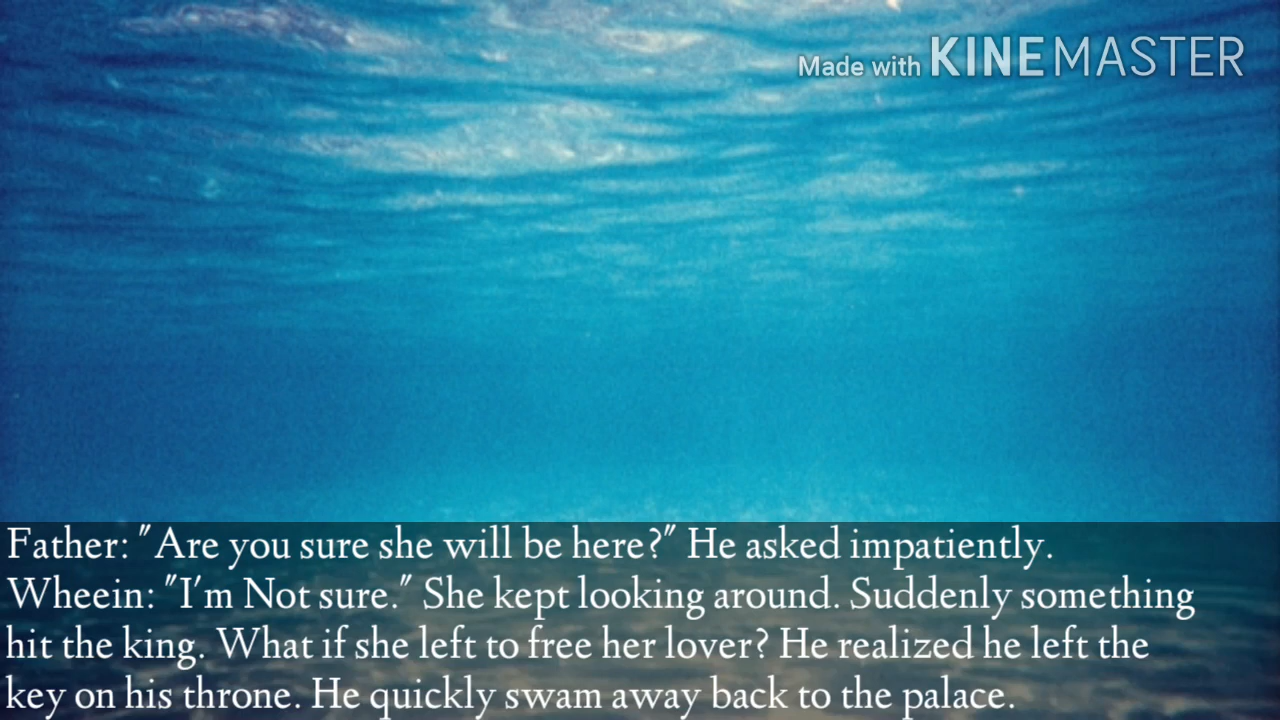 Made with KINEMASTER
Father: "Are you sure she will be here?" He asked impatiently.
Wheein: "I'm Not sure." She kept looking around. Suddenly something
hit the king. What if she left to free her lover? He realized he left the
key on his throne. He quickly swam away back to the palace.